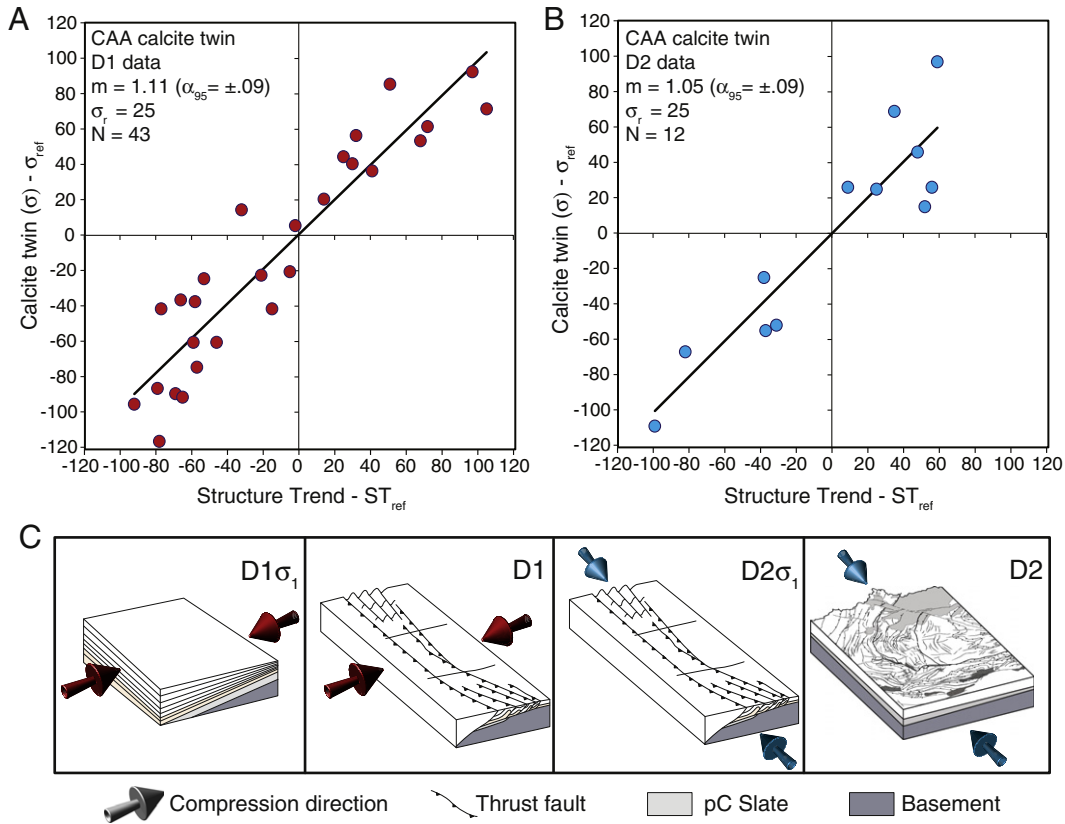 A
CAA calcite twin
D1 data
m = 1.11 (α95= ±.09)
σr = 25
N = 43
120
100
80
60
40
20
0
-20
-40
-60
-80
-100
-120
Calcite twin (σ) - σref
-120 -100 -80 -60 -40 -20 0 20 40 60 80 100 120
Structure Trend - STref
B
CAA calcite twin
D2 data
m = 1.05 (α95= ±.09)
σr = 25
N = 12
120
100
80
60
40
20
0
-20
-40
-60
-80
-100
-120
Calcite twin (σ) - σref
-120 -100 -80 -60 -40 -20 0 20 40 60 80 100 120
Structure Trend - STref
C
D1σ1
D1
D2σ1
D2
Compression direction
Thrust fault
pC Slate
Basement